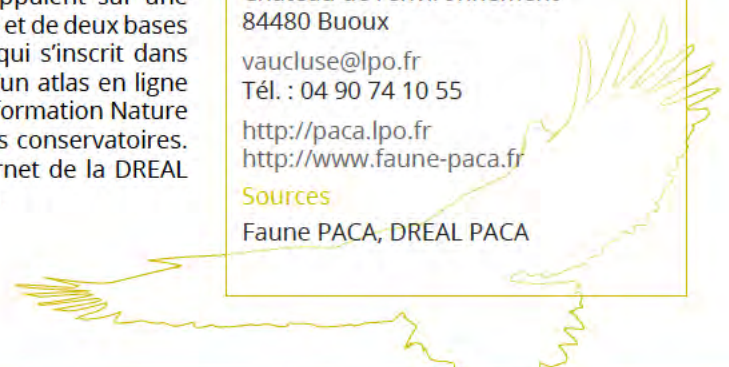 et de deux bases
qui s'inscrit dans
un atlas en ligne
formation Nature
s conservatoires.
rnet de la DREAL
84480 Buoux
vaucluse@lpo.fr
Tél. : 04 90 74 10 55
http://paca.lpo.fr
http://www.faune-paca.fr
Sources
Faune PACA, DREAL PACA